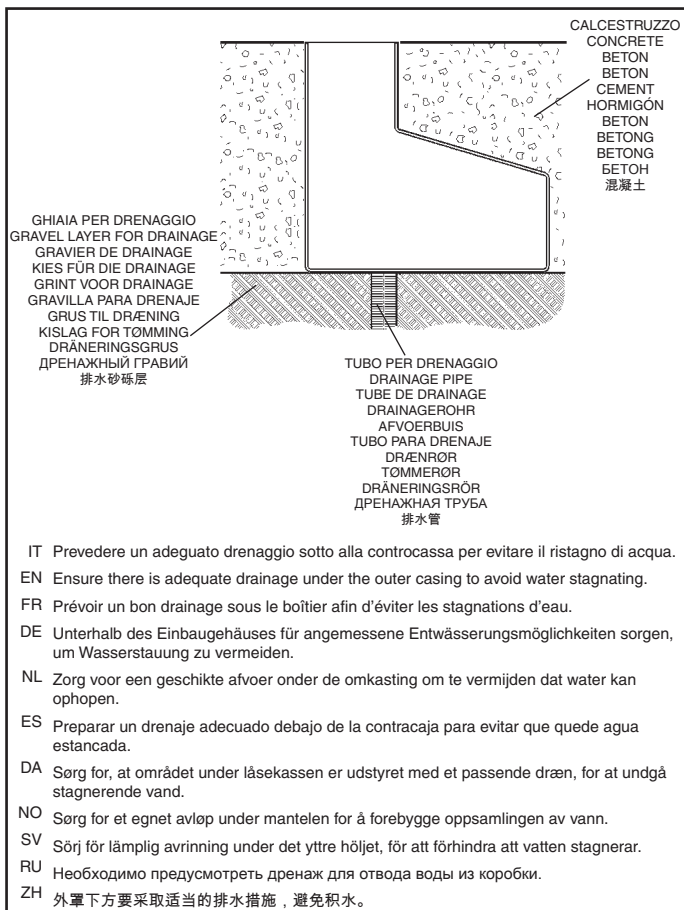 CALCESTRUZZO
CONCRETE
BETON
BETON
CEMENT
HORMIGÓN
BETON
BETONG
BETONG
БЕТОН
混凝土
GHIAIA PER DRENAGGIO
GRAVEL LAYER FOR DRAINAGE
GRAVIER DE DRAINAGE
KIES FÜR DIE DRAINAGE
GRINT VOOR DRAINAGE
GRAVILLA PARA DRENAJE
GRUS TIL DRÆNING
KISLAG FOR TØMMING
DRÄNERINGSGRUS
ДРЕНАЖНЫЙ ГРАВИЙ
排水砂砾层
TUBO PER DRENAGGIO
DRAINAGE PIPE
TUBE DE DRAINAGE
DRAINAGEROHR
AFVOERBUIS
TUBO PARA DRENAJE
DRÆNRØR
TØMMERØR
DRÄNERINGSRÖR
ДРЕНАЖНАЯ ТРУБА
排水管
IT Prevedere un adeguato drenaggio sotto alla controcassa per evitare il ristagno di acqua.
EN Ensure there is adequate drainage under the outer casing to avoid water stagnating.
FR Prévoir un bon drainage sous le boîtier afin d'éviter les stagnations d'eau.
DE Unterhalb des Einbaugehäuses für angemessene Entwässerungsmöglichkeiten sorgen,
um Wasserstauung zu vermeiden.
NL Zorg voor een geschikte afvoer onder de omkasting om te vermijden dat water kan
ophopen.
ES Preparar un drenaje adecuado debajo de la contracaja para evitar que quede agua
estancada.
DA Sørg for, at området under låsekassen er udstyret med et passende dræn, for at undgå
stagnerende vand.
NO Sørg for et egnet avløp under mantelen for å forebygge oppsamlingen av vann.
SV Sörj för lämplig avrinning under det yttre höljet, för att förhindra att vatten stagnerar.
RU Необходимо предусмотреть дренаж для отвода воды из коробки.
ZH 外罩下方要采取适当的排水措施，避免积水。